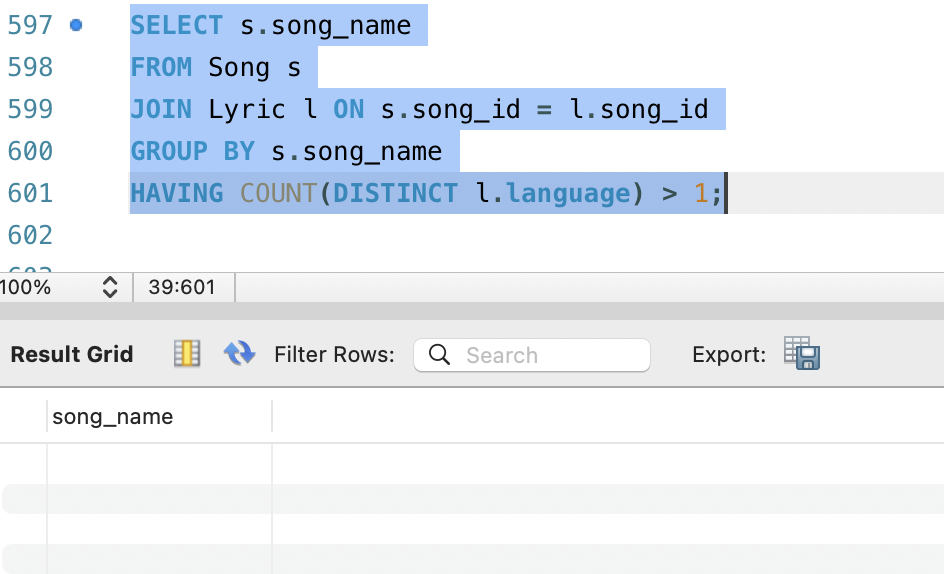 597 SELECT s.song_name
598 FROM Song s
599 JOIN Lyric l ON s.song_id = l.song_id
600 GROUP BY s.song_name
601 HAVING COUNT(DISTINCT l.language) > 1;
602
100% 39:601
Result Grid Filter Rows: Search Export:
song_name